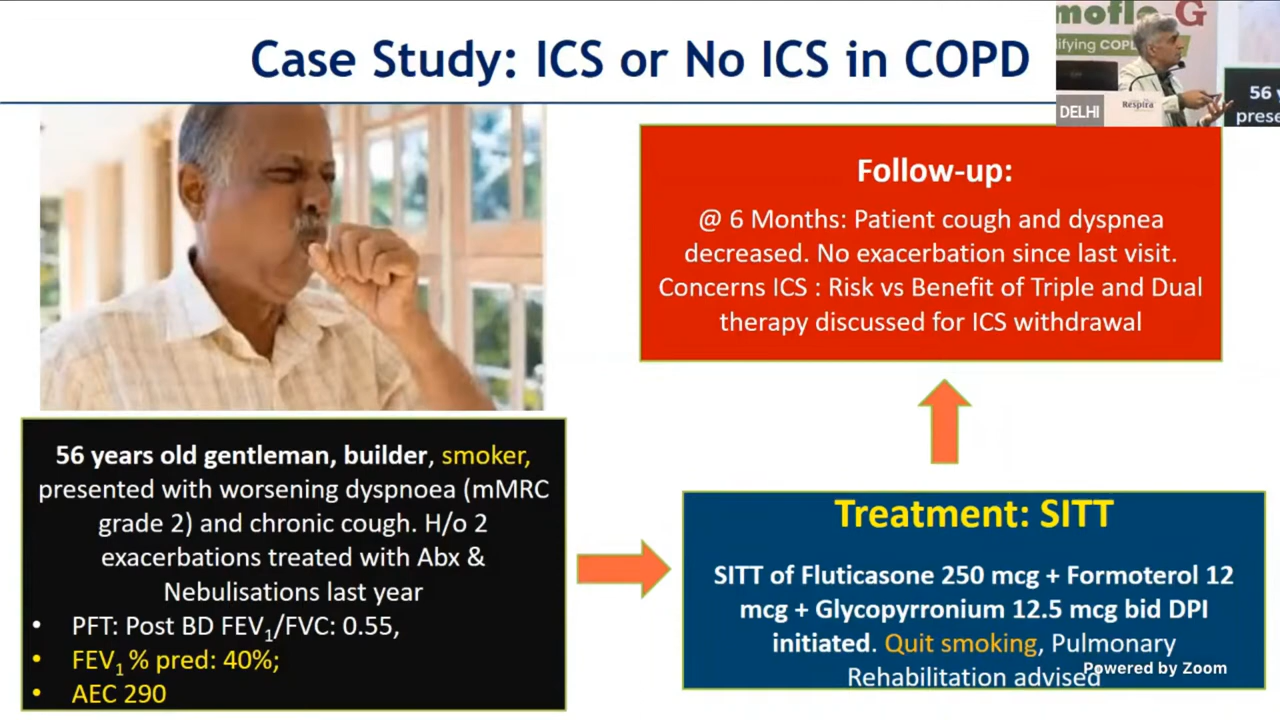 Case Study: ICS or No ICS in COPD
moflo-G
ifying COP
DELHI
Respira
56
prese
Follow-up:
@ 6 Months: Patient cough and dyspnea
decreased. No exacerbation since last visit.
Concerns ICS : Risk vs Benefit of Triple and Dual
therapy discussed for ICS withdrawal
56 years old gentleman, builder, smoker,
presented with worsening dyspnoea (mMRC
grade 2) and chronic cough. H/o 2
exacerbations treated with Abx &
Nebulisations last year
• PFT: Post BD FEV1/FVC: 0.55,
• FEV1 % pred: 40%;
• AEC 290
Treatment: SITT
SITT of Fluticasone 250 mcg + Formoterol 12
mcg + Glycopyrronium 12.5 mcg bid DPI
initiated. Quit smoking, Pulmonary
Rehabilitation advised
Powered by Zoom